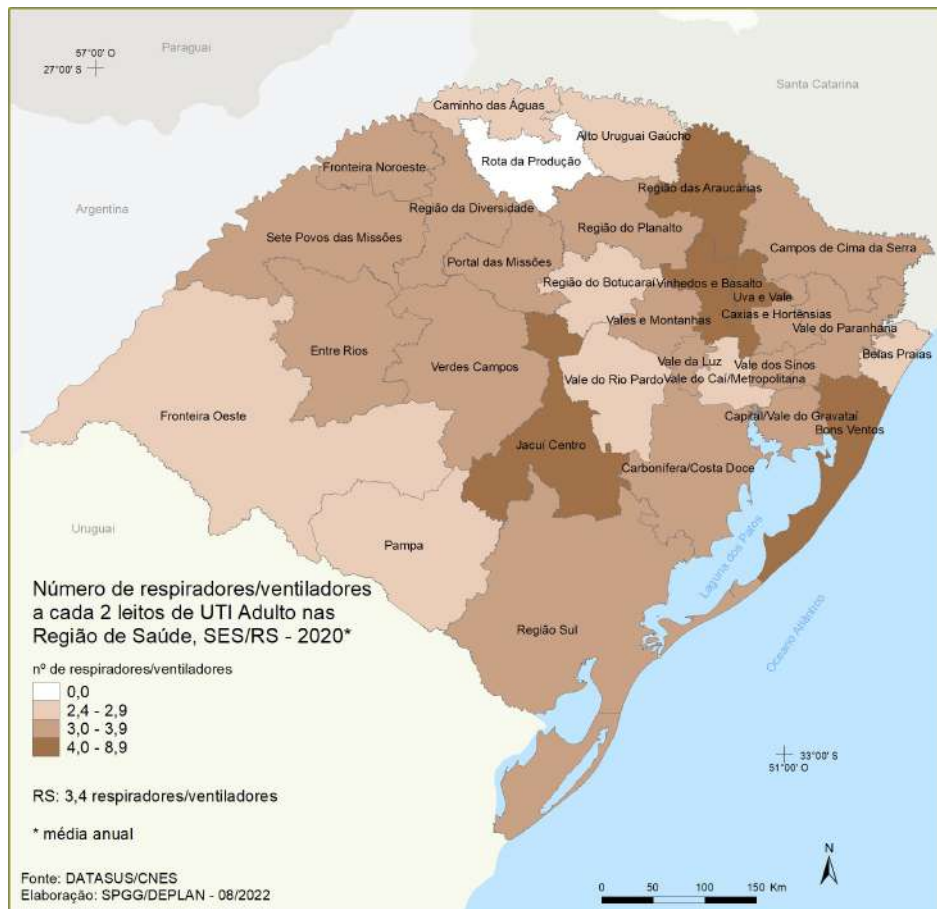 57°00' O
27°00' S
Paraguai
Santa Catarina
Argentina
Caminho das Águas
Alto Uruguai Gaúcho
Rota da Produção
Fronteira Noroeste
Região das Araucárias
Região da Diversidade
Sete Povos das Missões
Região do Planalto
Campos de Cima da Serra
Portal das Missões
Região do Botucaraí
Vinhedos e Basalto
Uva e Vale
Caxias e Hortênsias
Vales e Montanhas
Vale do Paranhana
Entre Rios
Verdes Campos
Vale da Luz
Vale dos Sinos
Belas Praias
Vale do Rio Pardo
Vale do Caí/Metropolitana
Fronteira Oeste
Capital/Vale do Gravataí
Bons Ventos
Jacuí Centro
Carbonífera/Costa Doce
Uruguai
Pampa
Laguna dos Patos
Região Sul
Oceano Atlântico
Número de respiradores/ventiladores
a cada 2 leitos de UTI Adulto nas
Região de Saúde, SES/RS - 2020*
nº de respiradores/ventiladores
0,0
2,4 - 2,9
3,0 - 3,9
4,0 - 8,9
33°00' S
51°00' O
RS: 3,4 respiradores/ventiladores
* média anual
Fonte: DATASUS/CNES
Elaboração: SPGG/DEPLAN - 08/2022
N
0 50 100 150 Km